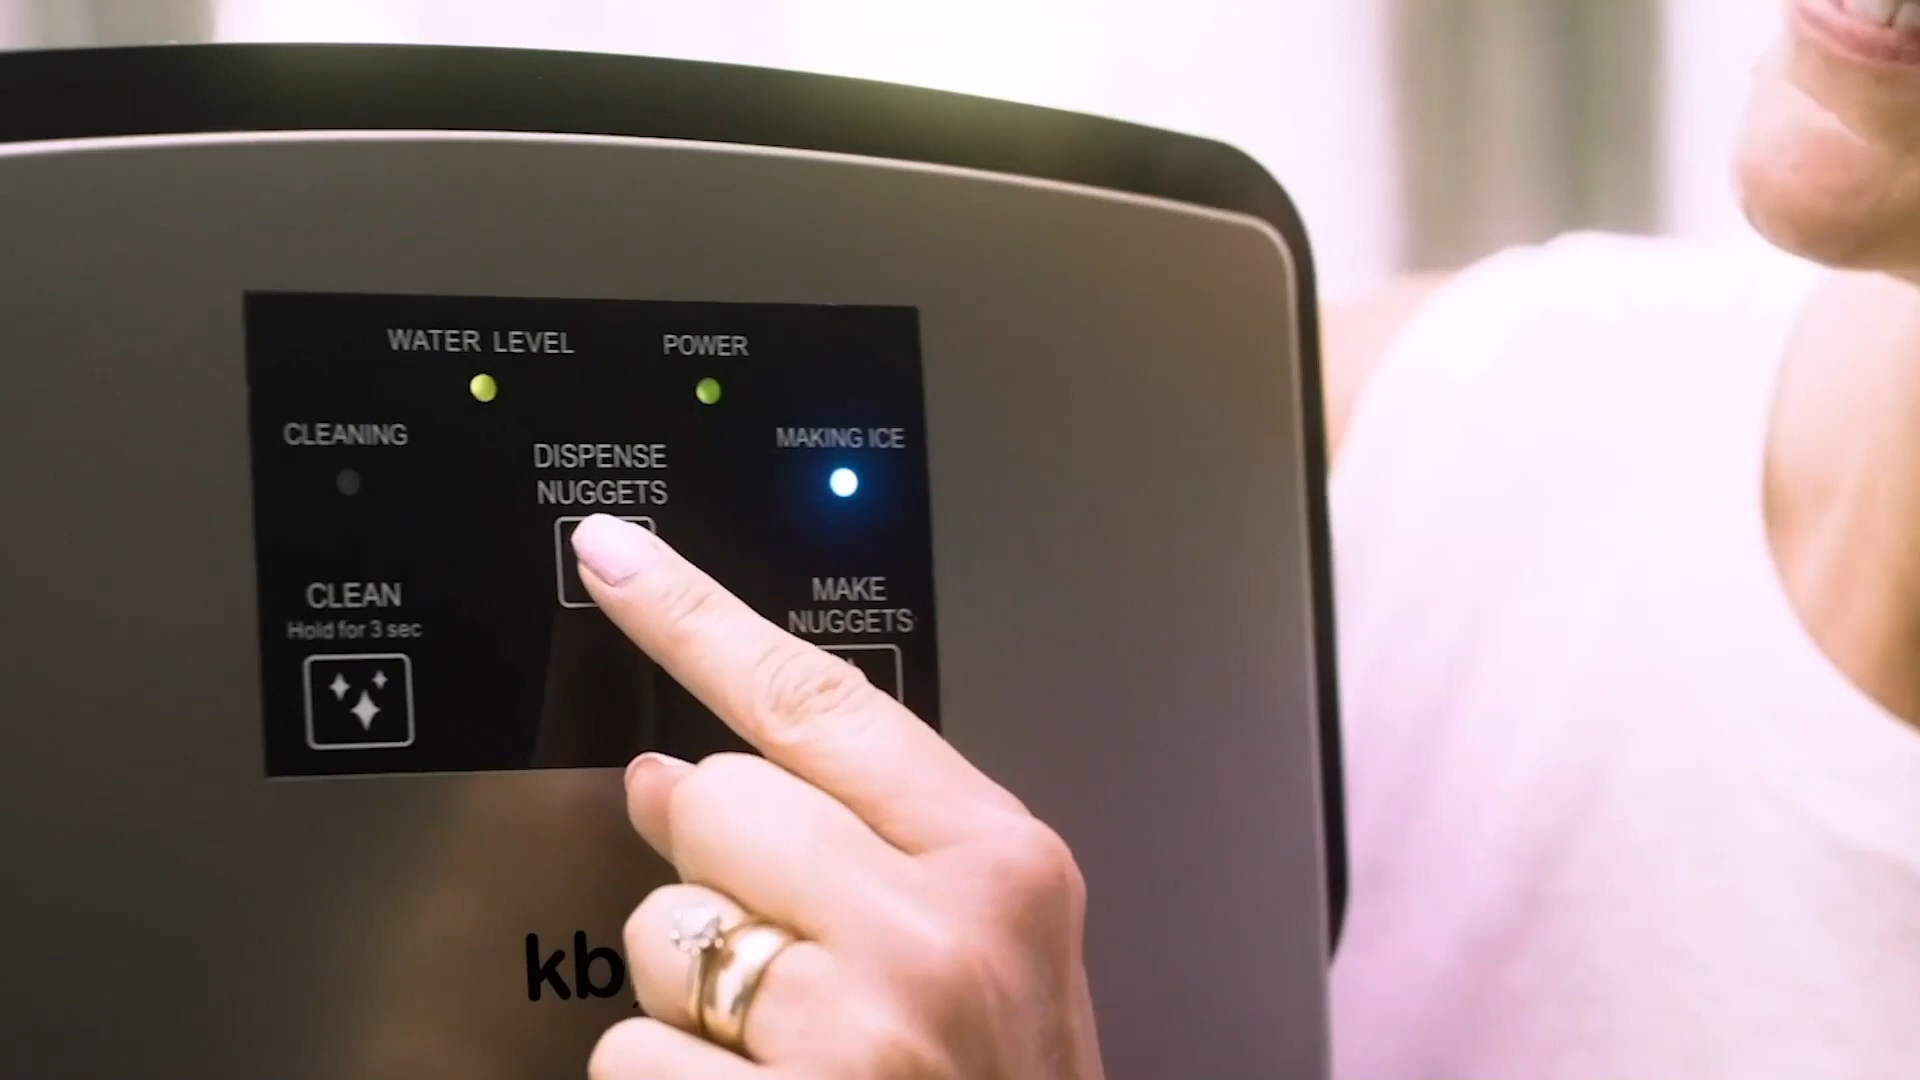 WATER LEVEL
POWER
CLEANING
DISPENSE
NUGGETS
MAKING ICE
CLEAN
Hold for 3 sec
MAKE
NUGGETS
kb